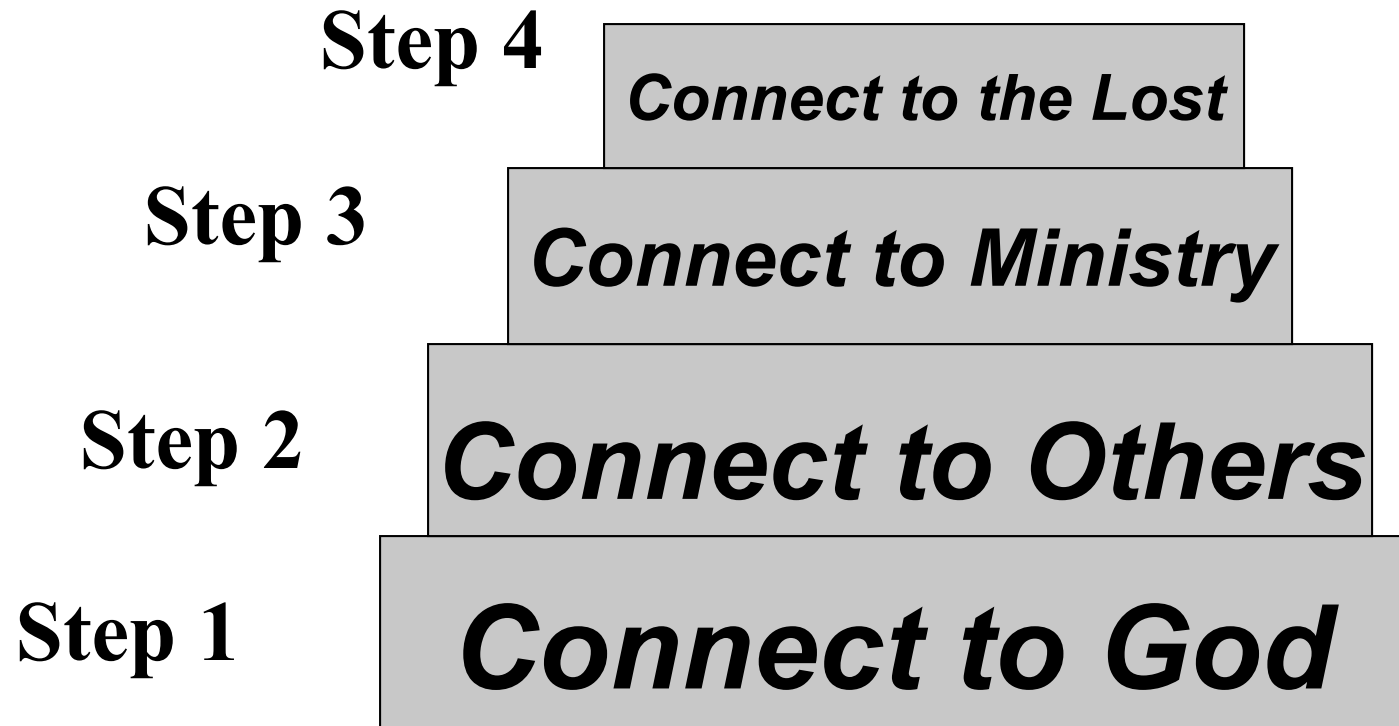 Step 4
Connect to the Lost
Step 3
Connect to Ministry
Step 2
Connect to Others
Step 1
Connect to God